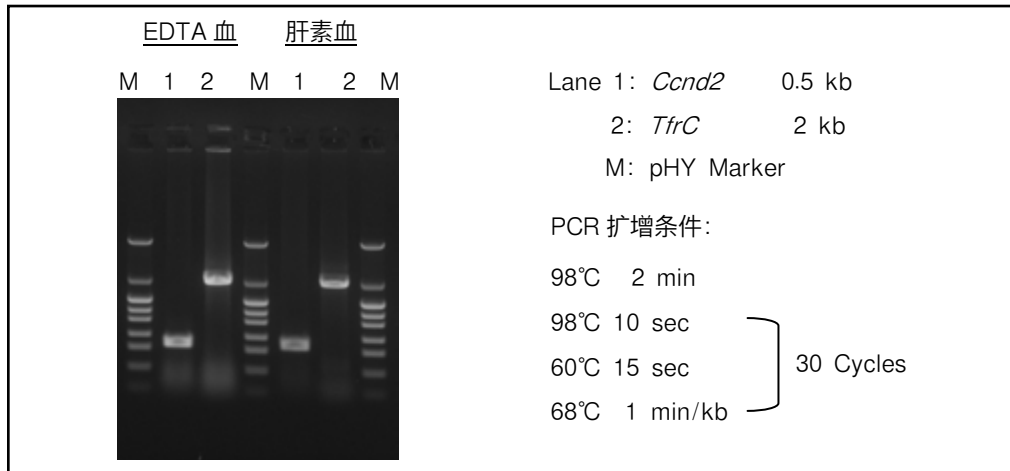 EDTA 血 肝素血
M 1 2 M 1 2 M
Lane 1: Ccnd2 0.5 kb
2: TfrC 2 kb
M: pHY Marker
PCR 扩增条件:
98℃ 2 min
98℃ 10 sec
60℃ 15 sec
68℃ 1 min/kb
30 Cycles